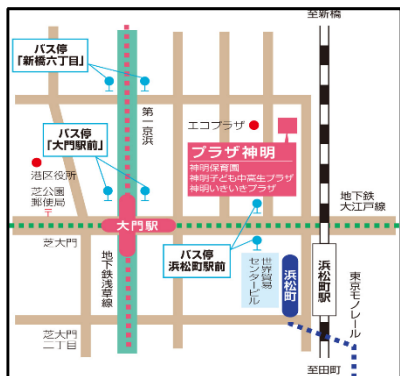 至新橋
バス停
「新橋六丁目」
第一京浜
エコプラザ
バス停
「大門駅前」
プラザ神明
神明保育園
神明子ども中高生プラザ
神明いきいきプラザ
港区役所
芝公園
郵便局
地下鉄
大江戸線
大門駅
芝大門
バス停
浜松町駅前
地下鉄浅草線
世界貿易
センタービル
浜松町
浜松町駅
東京モノレール
芝大門
二丁目
至田町